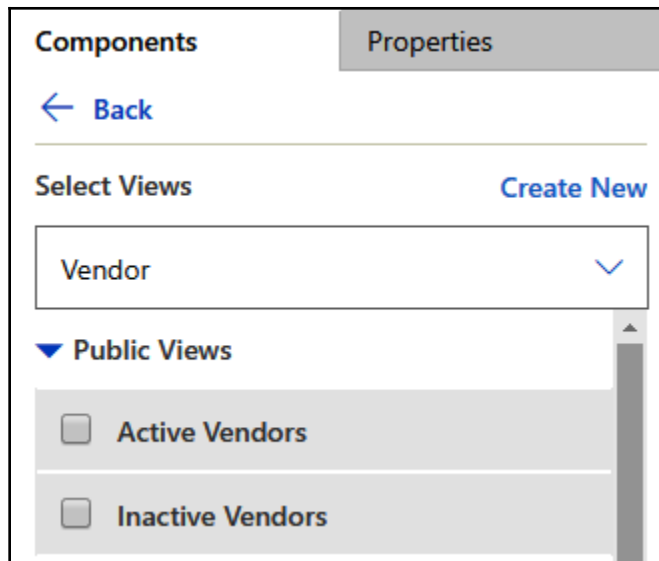 Components Properties
Back
Select Views Create New
Vendor
Public Views
Active Vendors
Inactive Vendors